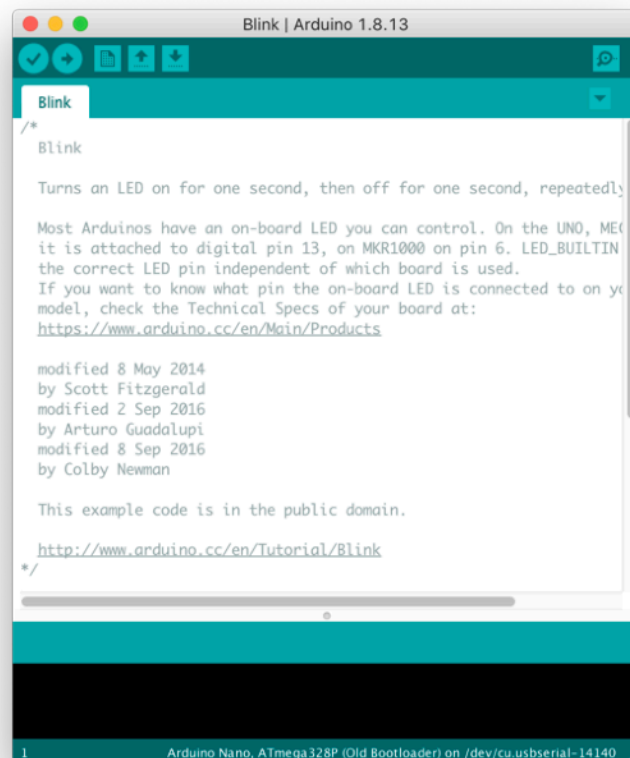 Blink | Arduino 1.8.13
Blink
/*
Blink
Turns an LED on for one second, then off for one second, repeatedly
Most Arduinos have an on-board LED you can control. On the UNO, MEG
it is attached to digital pin 13, on MKR1000 on pin 6. LED_BUILTIN
the correct LED pin independent of which board is used.
If you want to know what pin the on-board LED is connected to on yo
model, check the Technical Specs of your board at:
https://www.arduino.cc/en/Main/Products
modified 8 May 2014
by Scott Fitzgerald
modified 2 Sep 2016
by Arturo Guadalupi
modified 8 Sep 2016
by Colby Newman
This example code is in the public domain.
http://www.arduino.cc/en/Tutorial/Blink
*/
1 Arduino Nano, ATmega328P (Old Bootloader) on /dev/cu.usbserial-14140